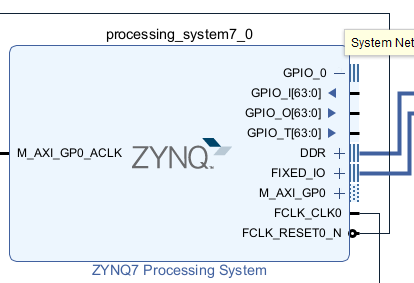 processing_system7_0
System Net
GPIO_0
GPIO_I[63:0]
GPIO_O[63:0]
GPIO_T[63:0]
DDR
M_AXI_GP0_ACLK
ZYNQ
FIXED_IO
M_AXI_GP0
FCLK_CLK0
FCLK_RESET0_N
ZYNQ7 Processing System